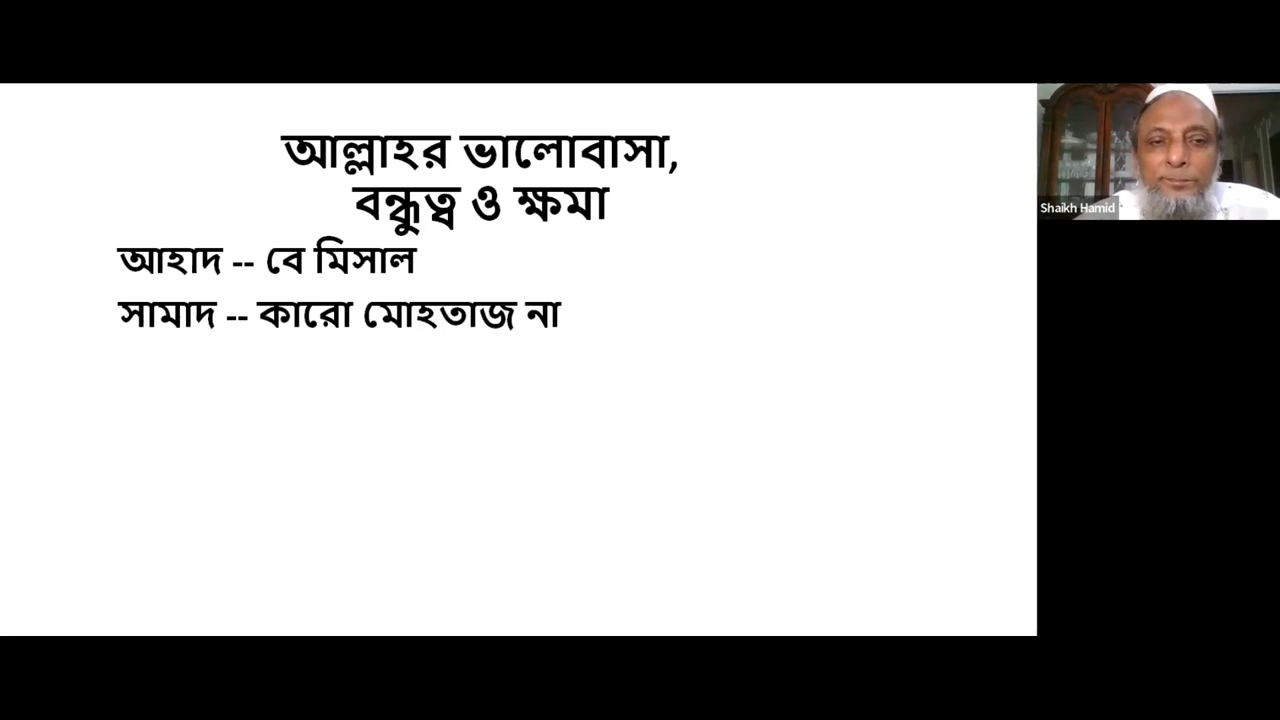 আল্লাহর ভালোবাসা,
বন্ধুত্ব ও ক্ষমা
আহাদ -- বে মিসাল
সামাদ -- কারো মোহতাজ না
Shaikh Hamid